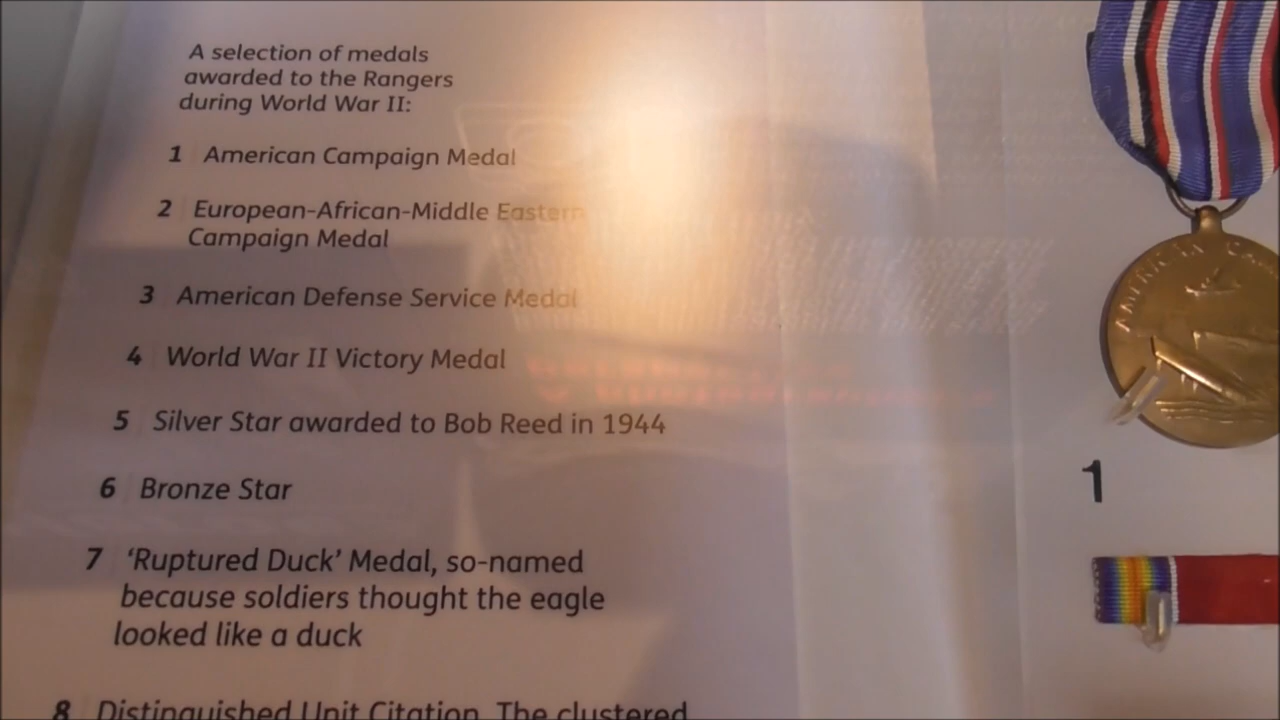 A selection of medals
awarded to the Rangers
during World War II:
1 American Campaign Medal
2 European-African-Middle Eastern
Campaign Medal
3 American Defense Service Medal
4 World War II Victory Medal
5 Silver Star awarded to Bob Reed in 1944
6 Bronze Star
7 ‘Ruptured Duck’ Medal, so-named
because soldiers thought the eagle
looked like a duck
8 Distinguished Unit Citation. The clustered
AMERICAN
1